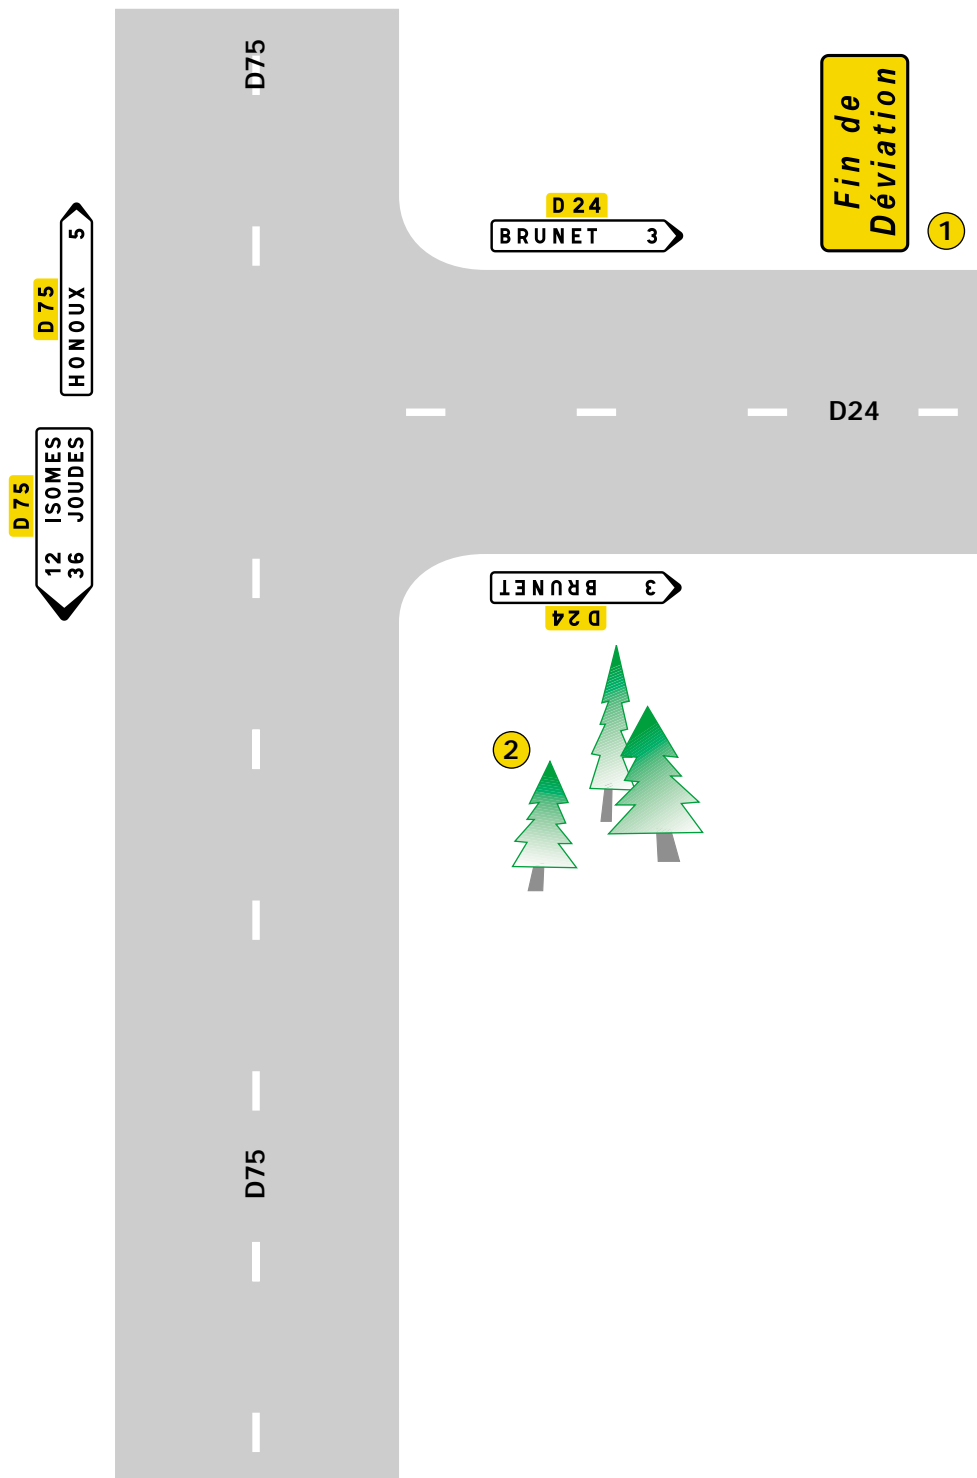 D75
Fin de
Déviation
1
D 24
BRUNET 3
D 75
HONOUX 5
D24
D 75
ISOMES 12
JOUDES 36
BRUNET 3
D 24
2
D75